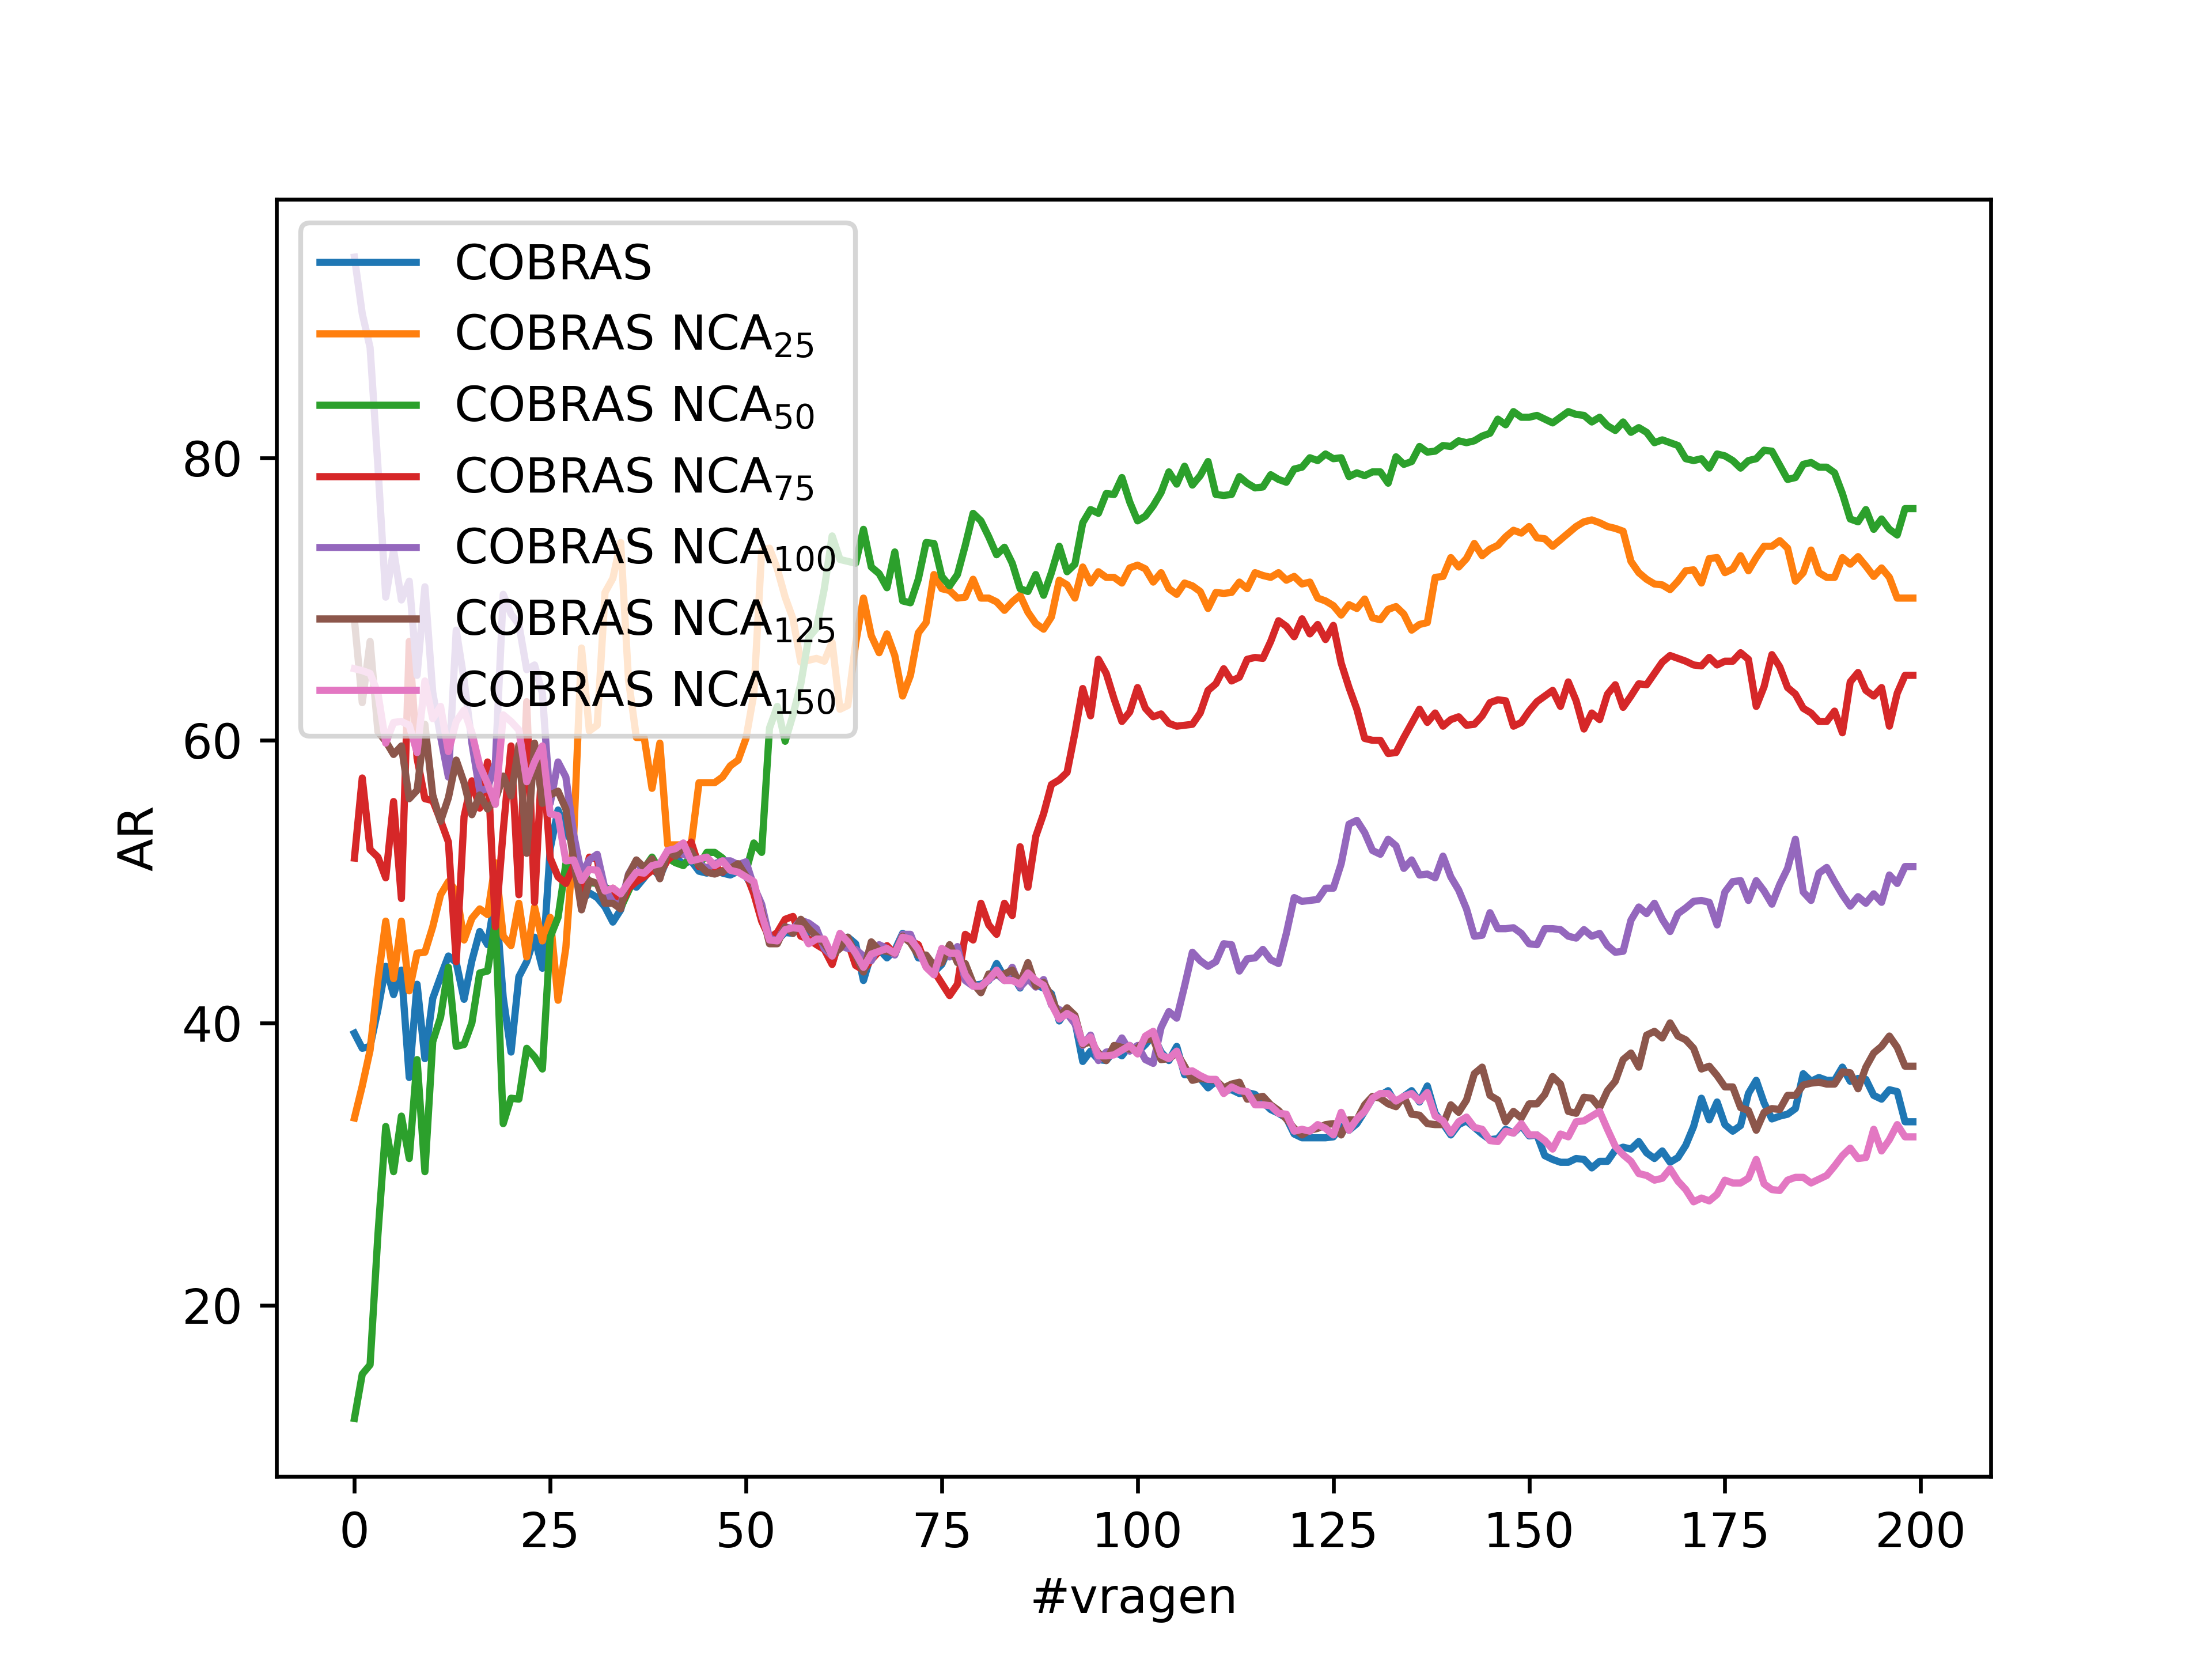 COBRAS
COBRAS NCA₂₅
COBRAS NCA₅₀
COBRAS NCA₇₅
COBRAS NCA₁₀₀
COBRAS NCA₁₂₅
COBRAS NCA₁₅₀
80
60
40
20
AR
0 25 50 75 100 125 150 175 200
#vragen